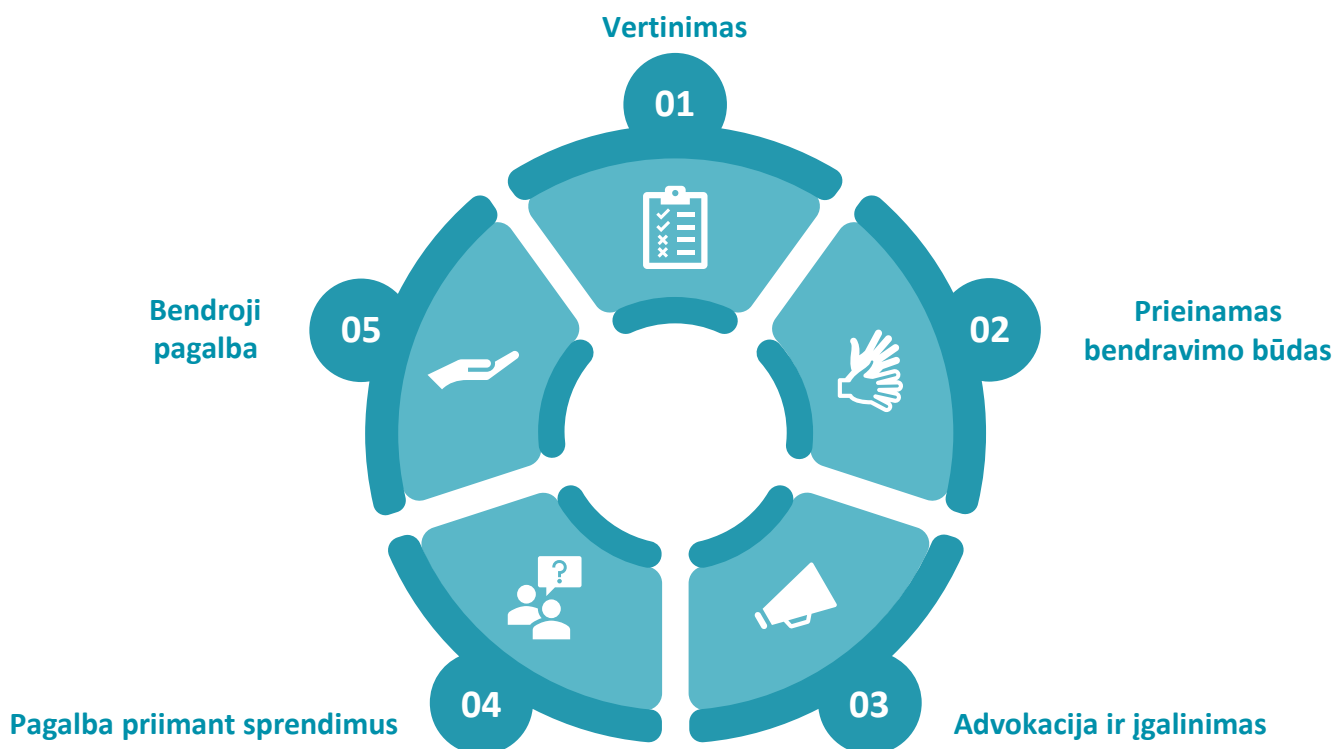 Vertinimas
01
02
Prieinamas
bendravimo būdas
03
Advokacija ir įgalinimas
04
Pagalba priimant sprendimus
05
Bendroji
pagalba
?